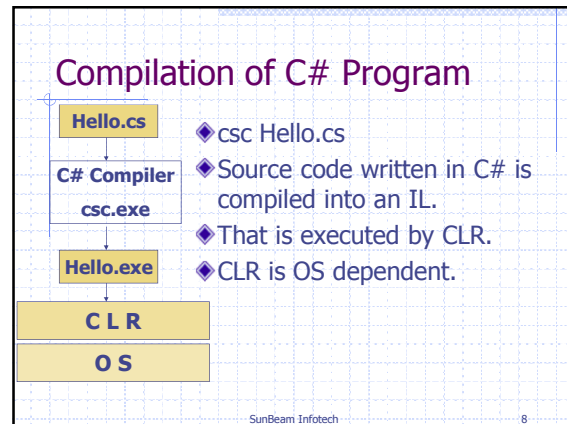 Compilation of C# Program
Hello.cs
C# Compiler
csc.exe
Hello.exe
C L R
O S
csc Hello.cs
Source code written in C# is
compiled into an IL.
That is executed by CLR.
CLR is OS dependent.
SunBeam Infotech
8